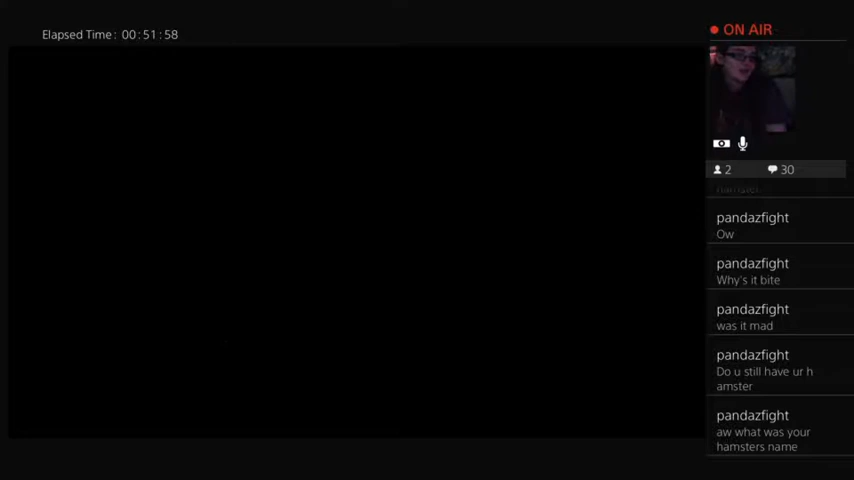 Elapsed Time: 00:51:58
ON AIR
2
30
hamster
pandazfight
Ow
pandazfight
Why's it bite
pandazfight
was it mad
pandazfight
Do u still have ur h
amster
pandazfight
aw what was your
hamsters name